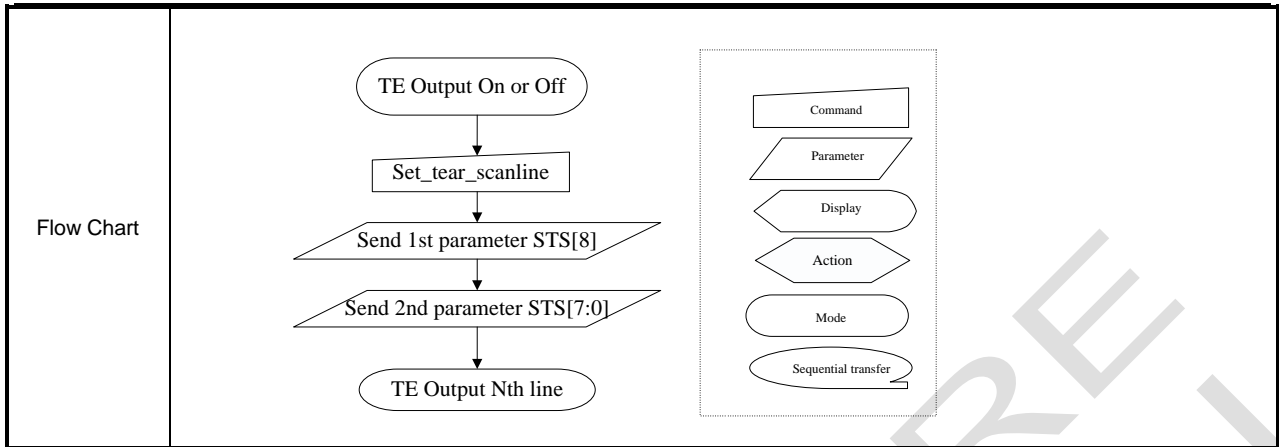 Flow Chart
TE Output On or Off
Set_tear_scanline
Send 1st parameter STS[8]
Send 2nd parameter STS[7:0]
TE Output Nth line
Command
Parameter
Display
Action
Mode
Sequential transfer